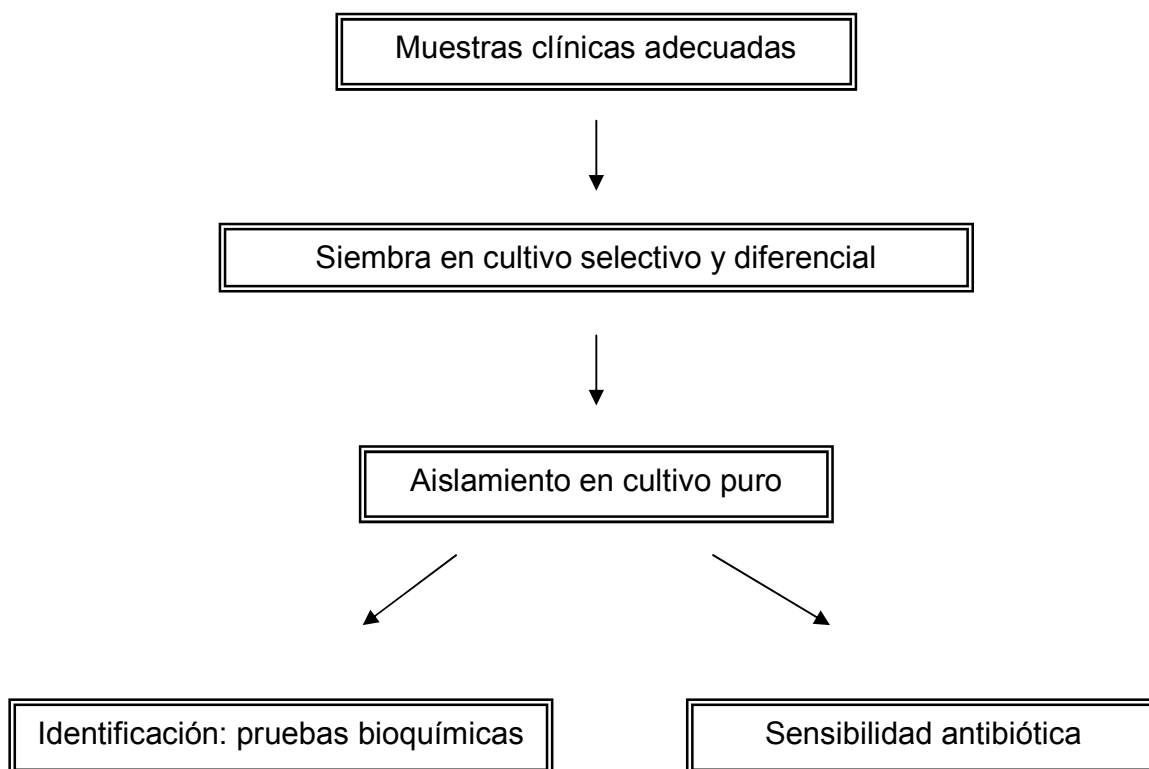 Muestras clínicas adecuadas
Siembra en cultivo selectivo y diferencial
Aislamiento en cultivo puro
Identificación: pruebas bioquímicas
Sensibilidad antibiótica